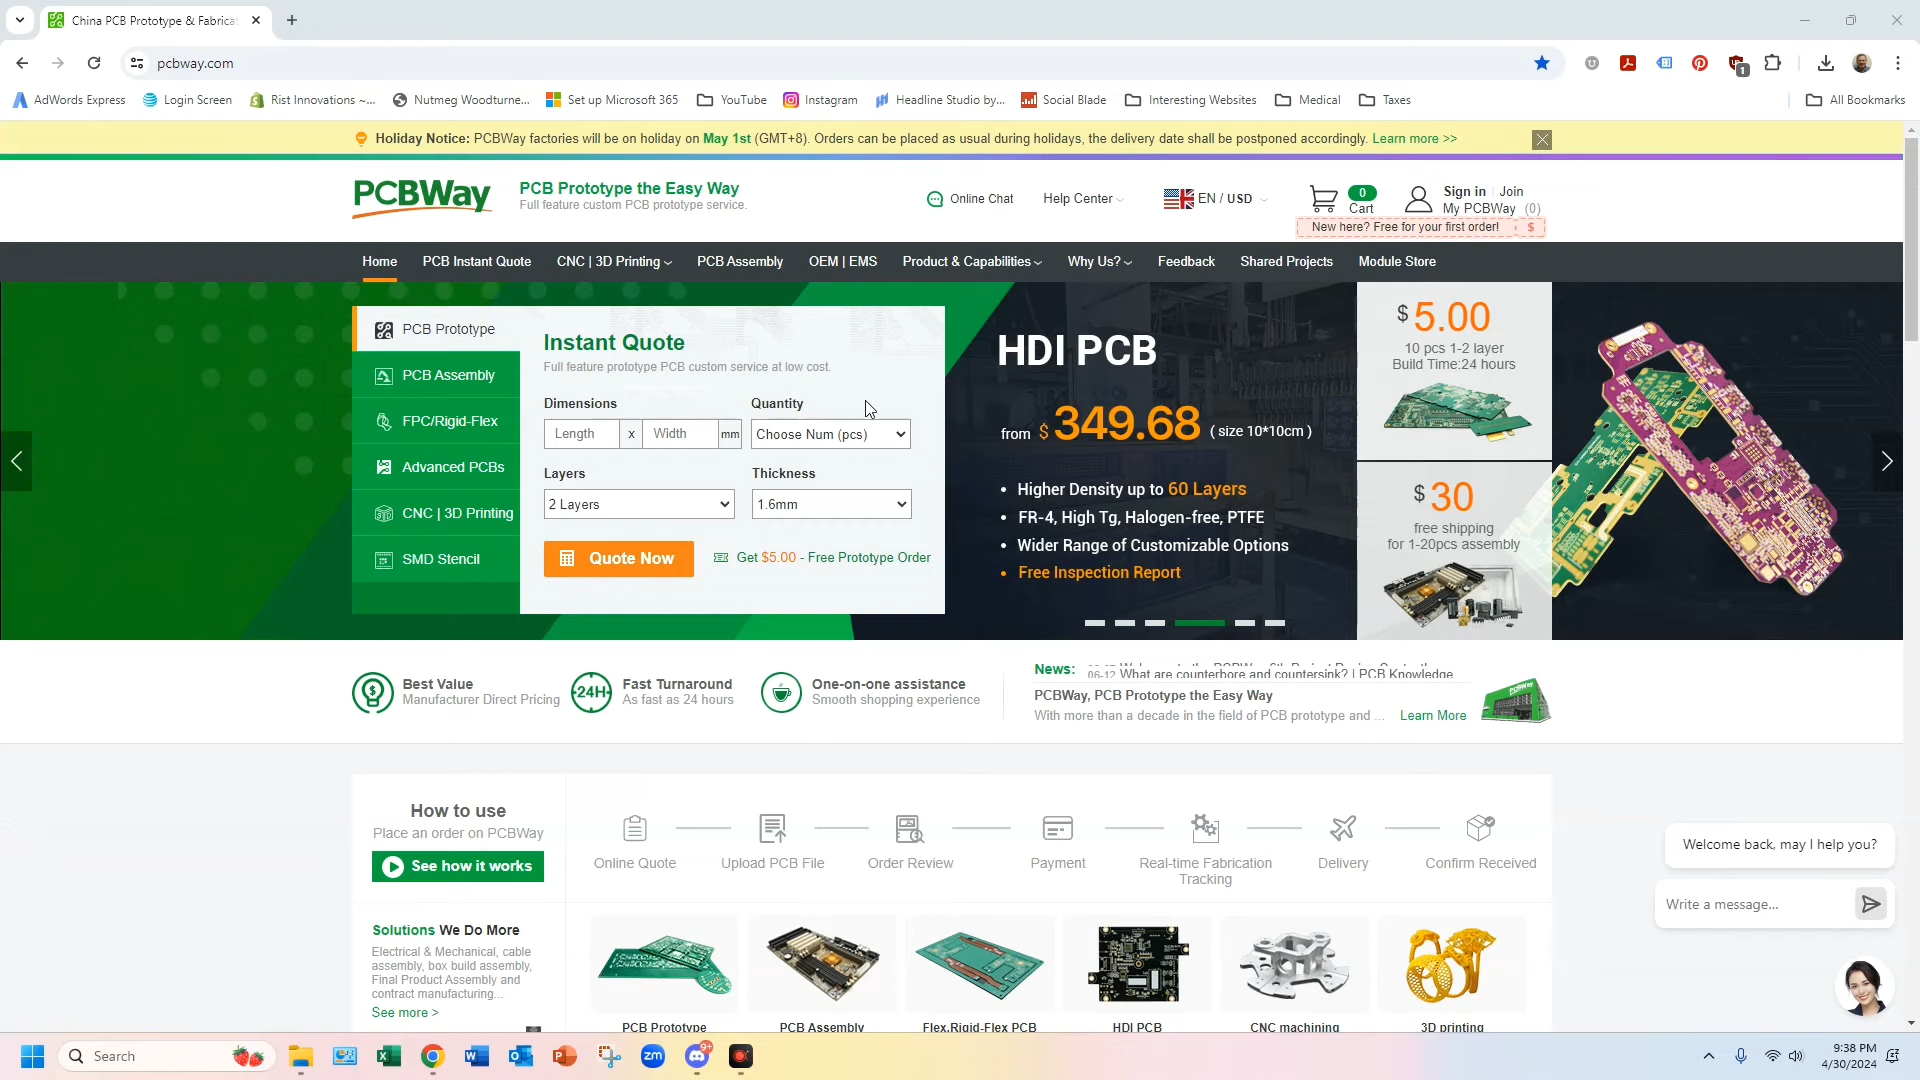 China PCB Prototype & Fabrica
pcbway.com
1
AdWords Express
Login Screen
Rist Innovations ~...
Nutmeg Woodturne...
Set up Microsoft 365
YouTube
Instagram
Headline Studio by...
Social Blade
Interesting Websites
Medical
Taxes
All Bookmarks
Holiday Notice: PCBWay factories will be on holiday on May 1st (GMT+8). Orders can be placed as usual during holidays, the delivery date shall be postponed accordingly. Learn more >>
PCBWay
PCB Prototype the Easy Way
Full feature custom PCB prototype service.
Online Chat
Help Center
EN / USD
0
Cart
Sign in | Join
My PCBWay (0)
New here? Free for your first order! $
Home
PCB Instant Quote
CNC | 3D Printing
PCB Assembly
OEM | EMS
Product & Capabilities
Why Us?
Feedback
Shared Projects
Module Store
PCB Prototype
PCB Assembly
FPC/Rigid-Flex
Advanced PCBs
CNC | 3D Printing
SMD Stencil
Instant Quote
Full feature prototype PCB custom service at low cost.
Dimensions
Quantity
Length x Width mm
Choose Num (pcs)
Layers
Thickness
2 Layers
1.6mm
Quote Now
Get $5.00 - Free Prototype Order
HDI PCB
from $ 349.68 ( size 10*10cm )
• Higher Density up to 60 Layers
• FR-4, High Tg, Halogen-free, PTFE
• Wider Range of Customizable Options
• Free Inspection Report
$ 5.00
10 pcs 1-2 layer
Build Time:24 hours
$ 30
free shipping
for 1-20pcs assembly
Best Value
Manufacturer Direct Pricing
24H
Fast Turnaround
As fast as 24 hours
One-on-one assistance
Smooth shopping experience
News:
06-12 What are counterbore and countersink? | PCB Knowledge
PCBWay, PCB Prototype the Easy Way
With more than a decade in the field of PCB prototype and ... Learn More
How to use
Place an order on PCBWay
See how it works
Online Quote
Upload PCB File
Order Review
Payment
Real-time Fabrication
Tracking
Delivery
Confirm Received
Solutions We Do More
Electrical & Mechanical, cable
assembly, box build assembly,
Final Product Assembly and
contract manufacturing...
See more >
PCB Prototype
PCB Assembly
Flex,Rigid-Flex PCB
HDI PCB
CNC machining
3D printing
Welcome back, may I help you?
Write a message...
Search
zm
9+
9:38 PM
4/30/2024